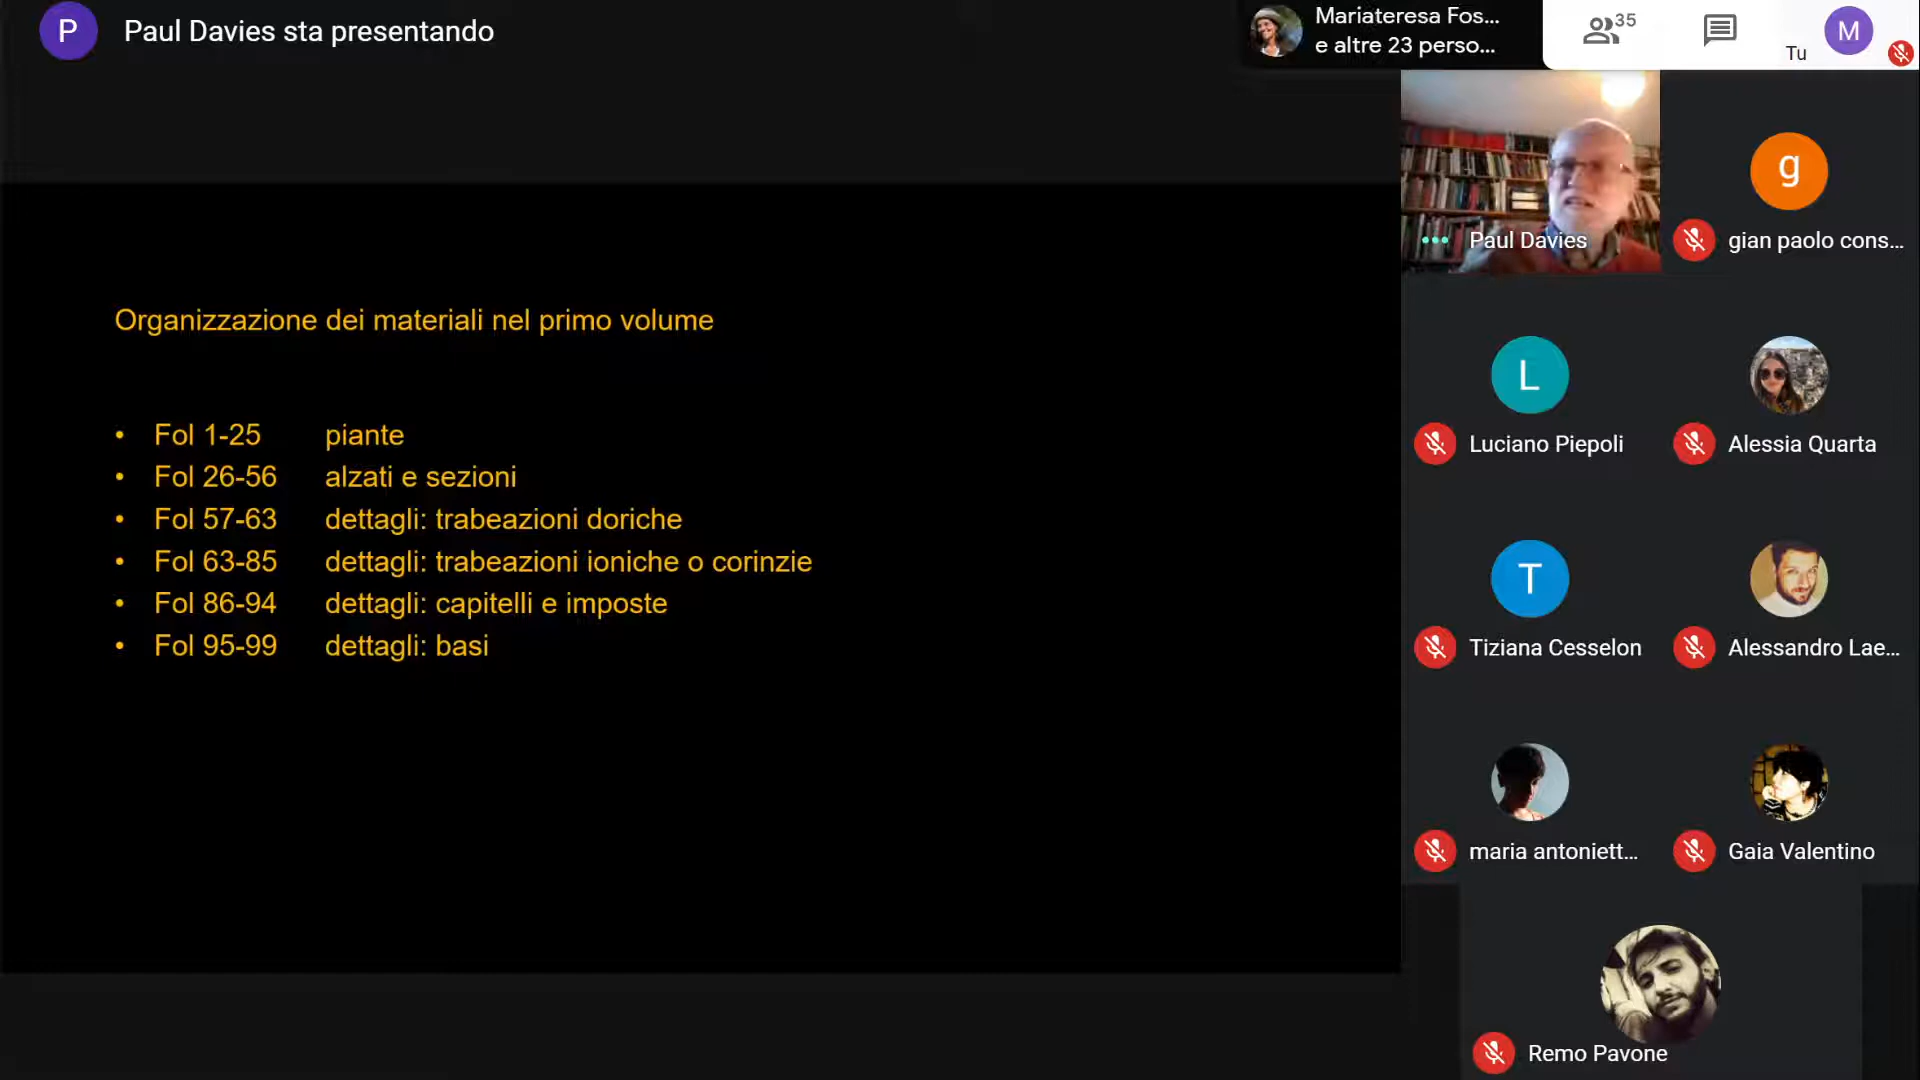 P Paul Davies sta presentando
Mariateresa Fos...
e altre 23 perso...
35
Tu
M
Paul Davies
g
gian paolo cons...
Organizzazione dei materiali nel primo volume
• Fol 1-25 piante
• Fol 26-56 alzati e sezioni
• Fol 57-63 dettagli: trabeazioni doriche
• Fol 63-85 dettagli: trabeazioni ioniche o corinzie
• Fol 86-94 dettagli: capitelli e imposte
• Fol 95-99 dettagli: basi
L
Luciano Piepoli
Alessia Quarta
T
Tiziana Cesselon
Alessandro Lae...
maria antoniett...
Gaia Valentino
Remo Pavone